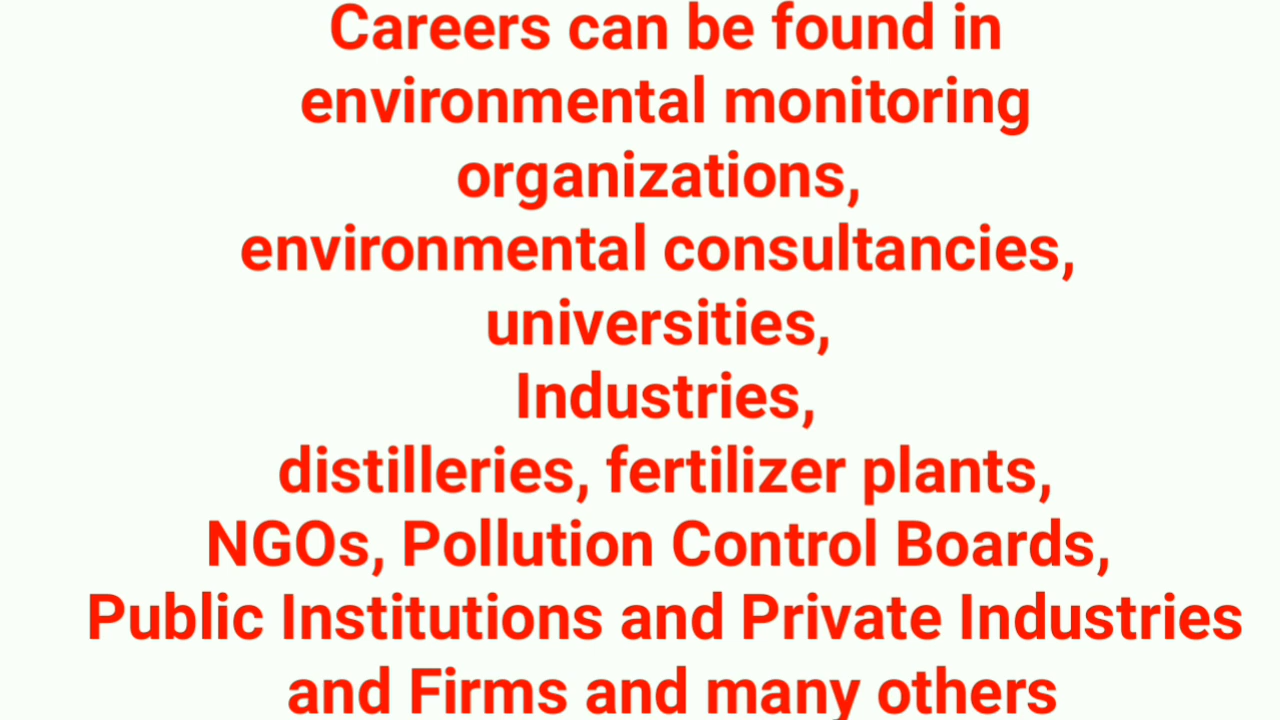 Careers can be found in
environmental monitoring
organizations,
environmental consultancies,
universities,
Industries,
distilleries, fertilizer plants,
NGOs, Pollution Control Boards,
Public Institutions and Private Industries
and Firms and many others